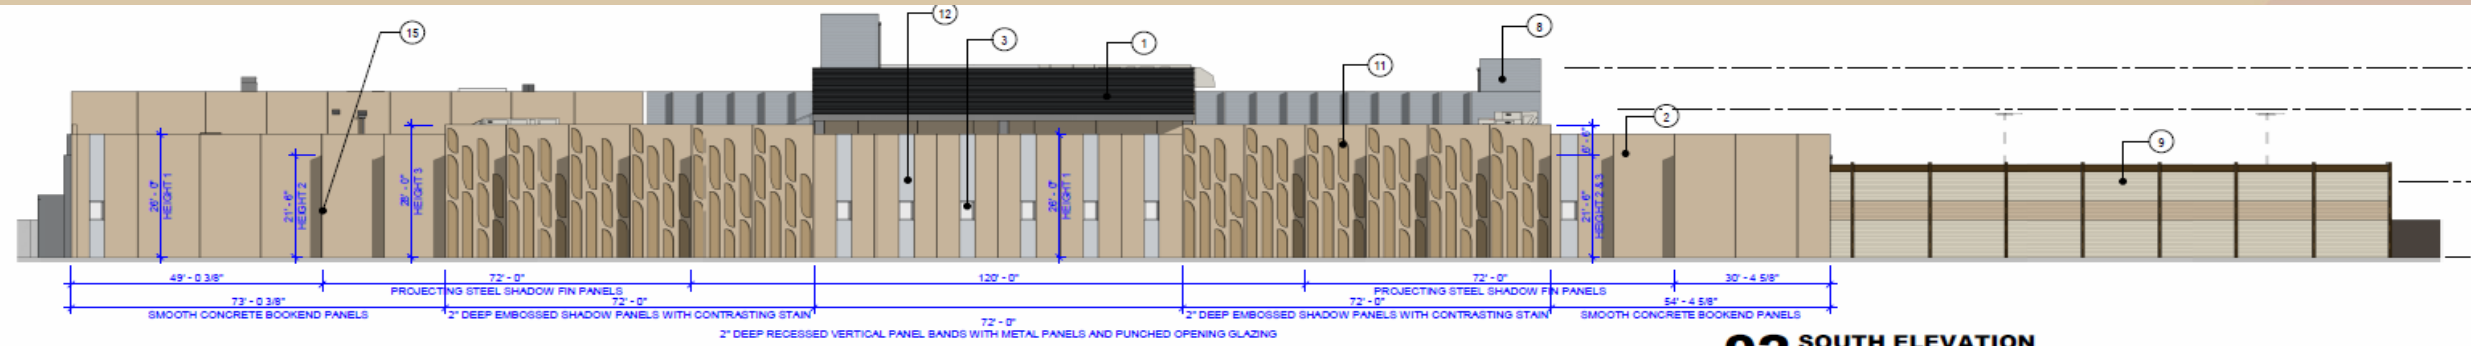 12
15
3
1
8
11
2
9
26' - 0"
HEIGHT 1
21' - 6"
HEIGHT 2
28' - 0"
HEIGHT 3
26' - 0"
HEIGHT 1
6' - 6"
21' - 6"
HEIGHT 2 & 3
49' - 0 3/8"
72' - 0"
120' - 0"
72' - 0"
30' - 4 5/8"
PROJECTING STEEL SHADOW FIN PANELS
PROJECTING STEEL SHADOW FIN PANELS
73' - 0 3/8"
72' - 0"
72' - 0"
54' - 4 5/8"
SMOOTH CONCRETE BOOKEND PANELS
2" DEEP EMBOSSED SHADOW PANELS WITH CONTRASTING STAIN
2" DEEP EMBOSSED SHADOW PANELS WITH CONTRASTING STAIN
SMOOTH CONCRETE BOOKEND PANELS
72' - 0"
2" DEEP RECESSED VERTICAL PANEL BANDS WITH METAL PANELS AND PUNCHED OPENING GLAZING
SOUTH ELEVATION